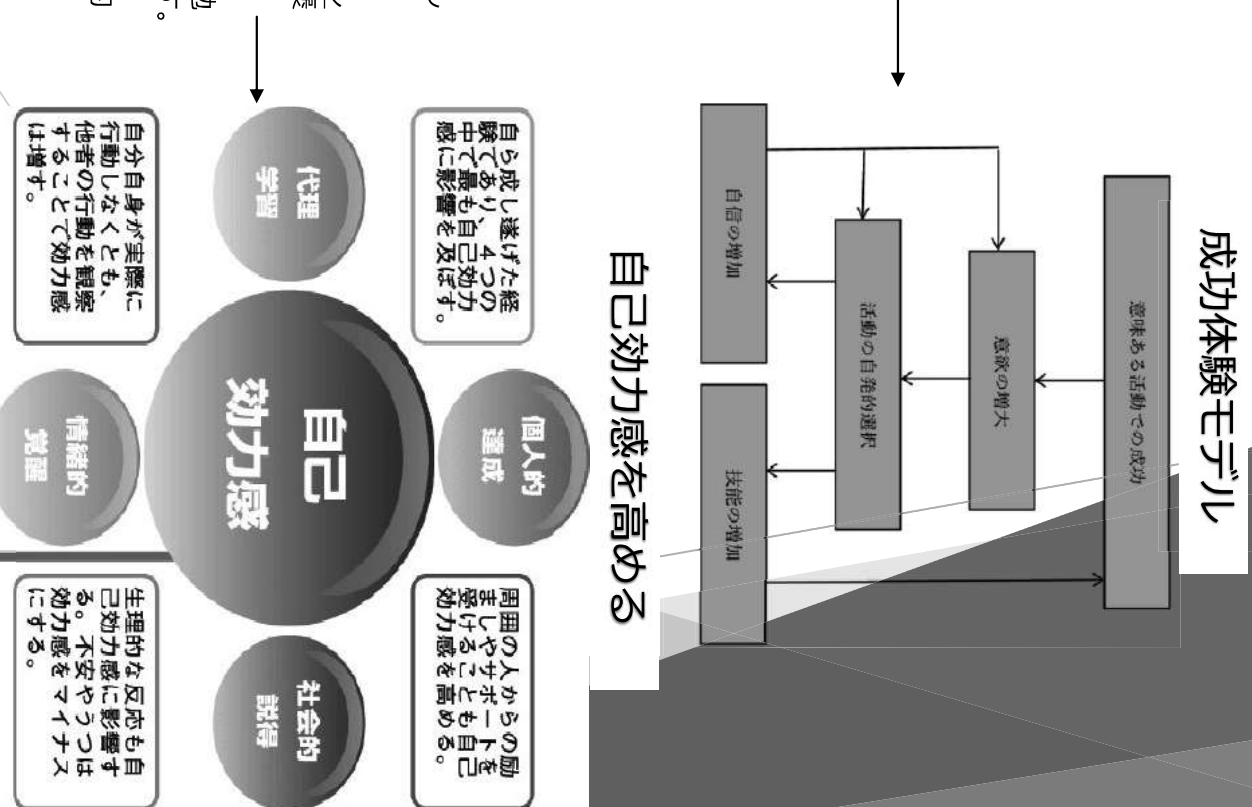 成功体験モデル
意味ある活動での成功
意欲の増大
活動の自発的選択
自信の増加
技能の増加
自己効力感を高める
自ら成し遂げた経
験であり、4つの
中で最も自己効力
感に影響を及ぼす。
個人的
達成
周囲の人からの励
ましやサポートを
受けることも自己
効力感を高める。
代理
学習
自己
効力感
社会的
説得
自分自身が実際に
行動しなくとも、
他者の行動を観察
することで効力感
は増す。
情緒的
覚醒
生理的な反応も自
己効力感に影響す
る。不安やうつは
効力感をマイナス
にする。